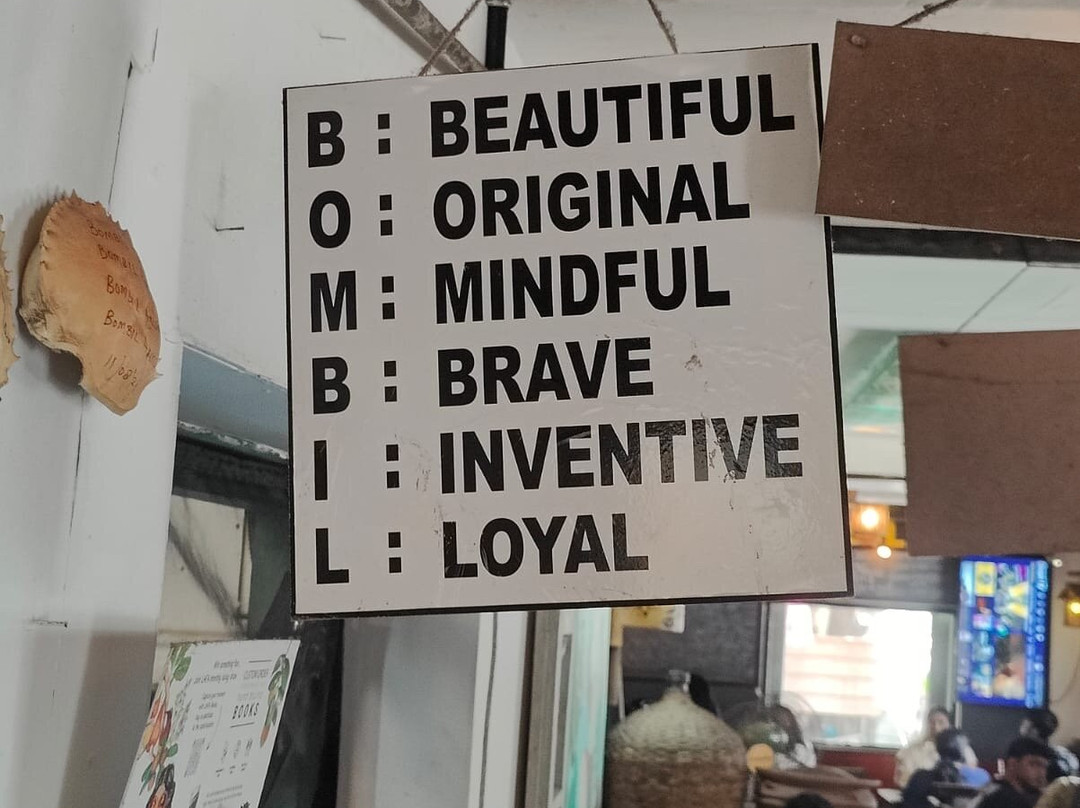 B : BEAUTIFUL
O : ORIGINAL
M : MINDFUL
B : BRAVE
I : INVENTIVE
L : LOYAL
BOOKS